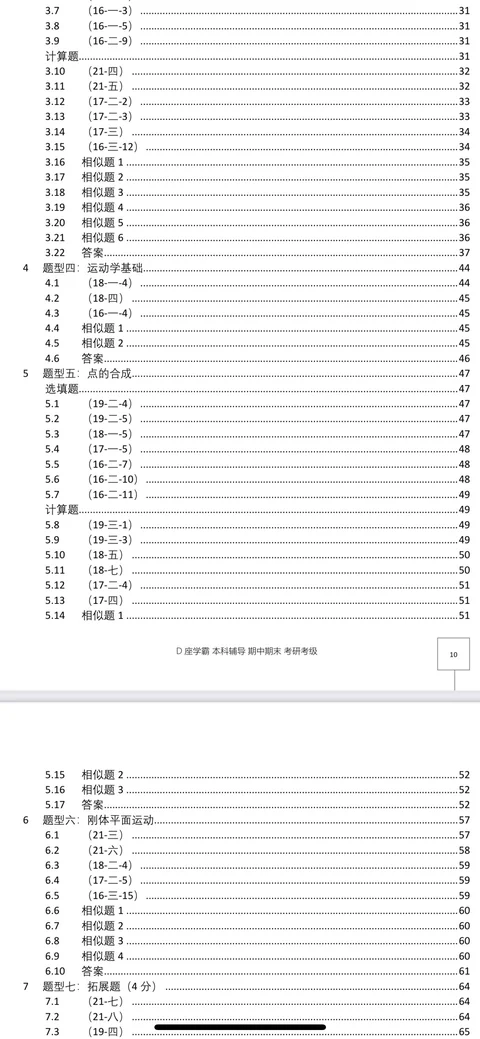 3.7 （16-一-3） 31
3.8 （16-一-5） 31
3.9 （16-二-9） 31
计算题 31
3.10 （21-四） 32
3.11 （21-五） 32
3.12 （17-二-2） 33
3.13 （17-二-3） 33
3.14 （17-三） 34
3.15 （16-三-12） 34
3.16 相似题 1 35
3.17 相似题 2 35
3.18 相似题 3 35
3.19 相似题 4 36
3.20 相似题 5 36
3.21 相似题 6 36
3.22 答案 37
4 题型四：运动学基础 44
4.1 （18-一-4） 44
4.2 （18-四） 45
4.3 （16-一-4） 45
4.4 相似题 1 45
4.5 相似题 2 45
4.6 答案 46
5 题型五：点的合成 47
选填题 47
5.1 （19-二-4） 47
5.2 （19-二-5） 47
5.3 （18-一-5） 47
5.4 （17-一-5） 48
5.5 （16-二-7） 48
5.6 （16-二-10） 48
5.7 （16-二-11） 49
计算题 49
5.8 （19-三-1） 49
5.9 （19-三-3） 49
5.10 （18-五） 50
5.11 （18-七） 50
5.12 （17-二-4） 51
5.13 （17-四） 51
5.14 相似题 1 51
D 座学霸 本科辅导 期中期末 考研考级
10
5.15 相似题 2 52
5.16 相似题 3 52
5.17 答案 52
6 题型六：刚体平面运动 57
6.1 （21-三） 57
6.2 （21-六） 58
6.3 （18-二-4） 59
6.4 （17-二-5） 59
6.5 （16-三-15） 59
6.6 相似题 1 60
6.7 相似题 2 60
6.8 相似题 3 60
6.9 相似题 4 60
6.10 答案 61
7 题型七：拓展题（4 分） 64
7.1 （21-七） 64
7.2 （21-八） 64
7.3 （19-四） 65